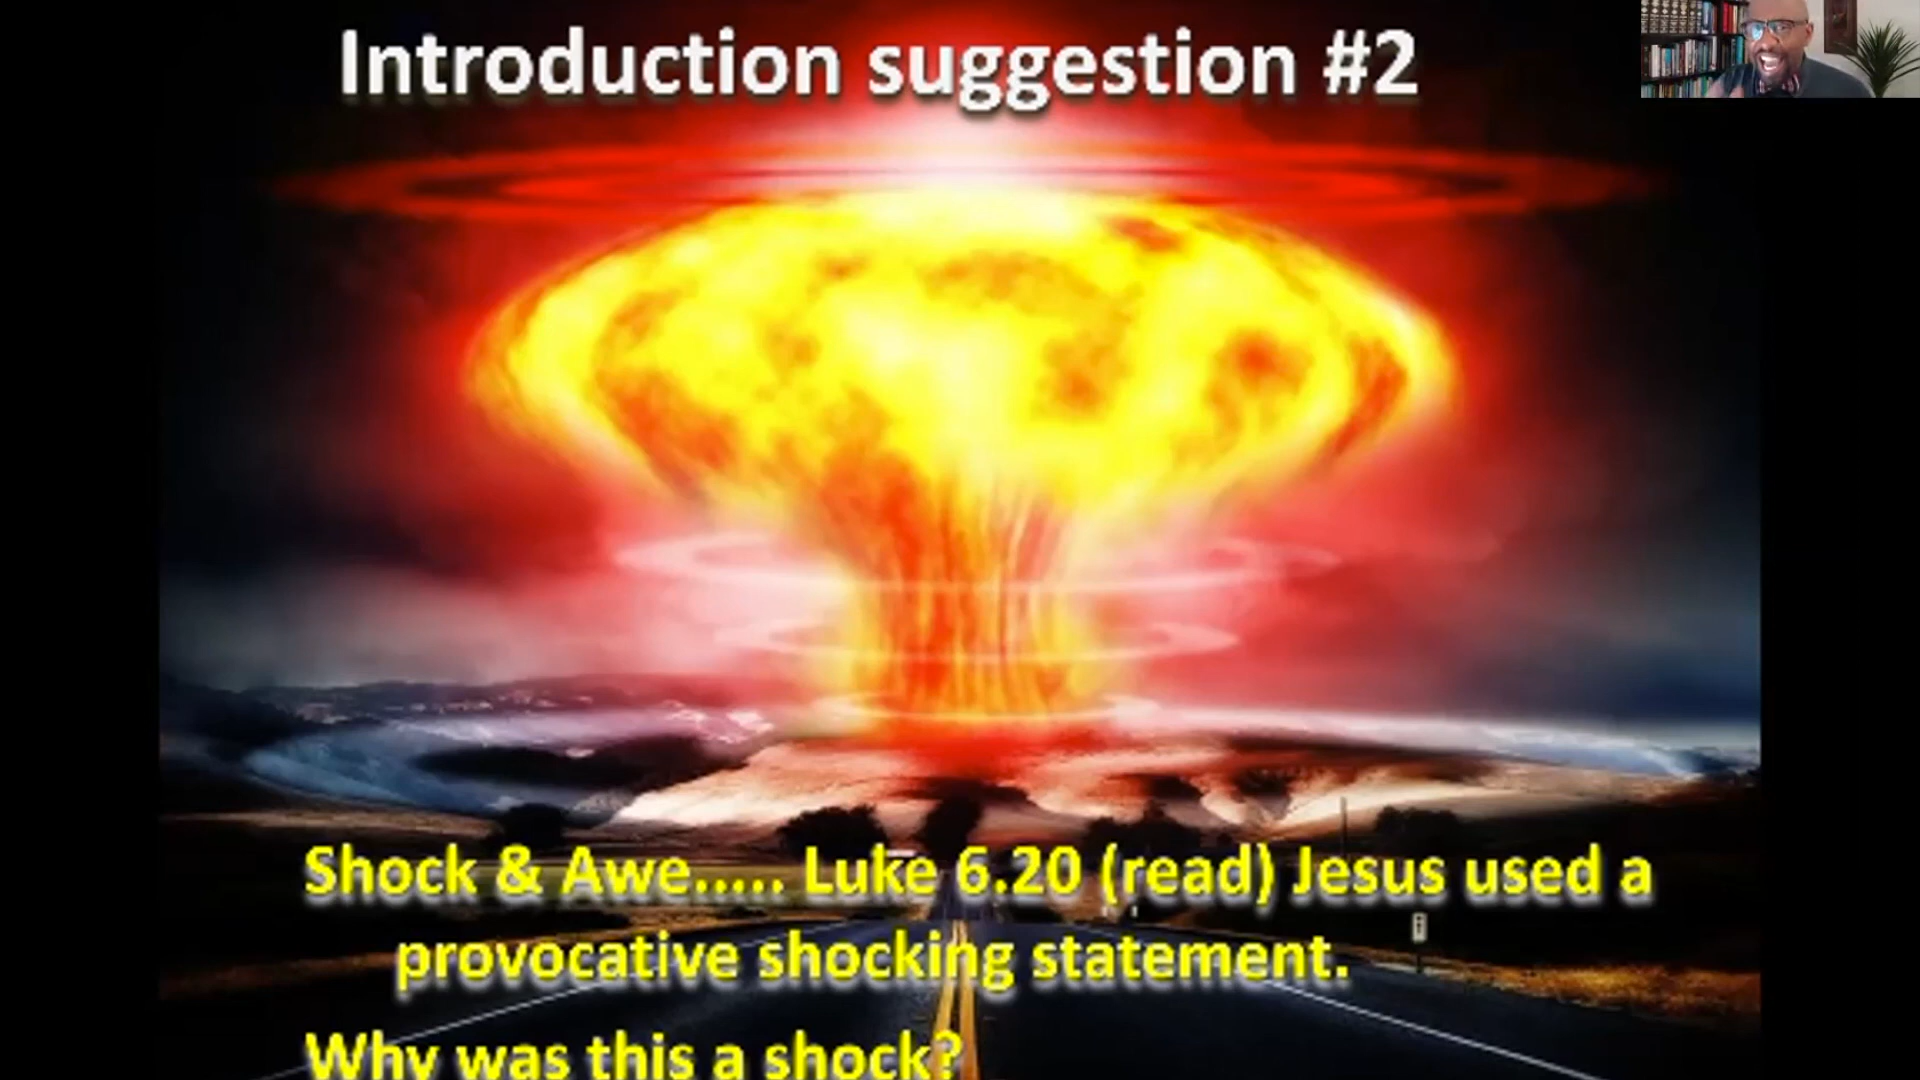 Introduction suggestion #2
Shock & Awe..... Luke 6.20 (read) Jesus used a
provocative shocking statement.
Why was this a shock?